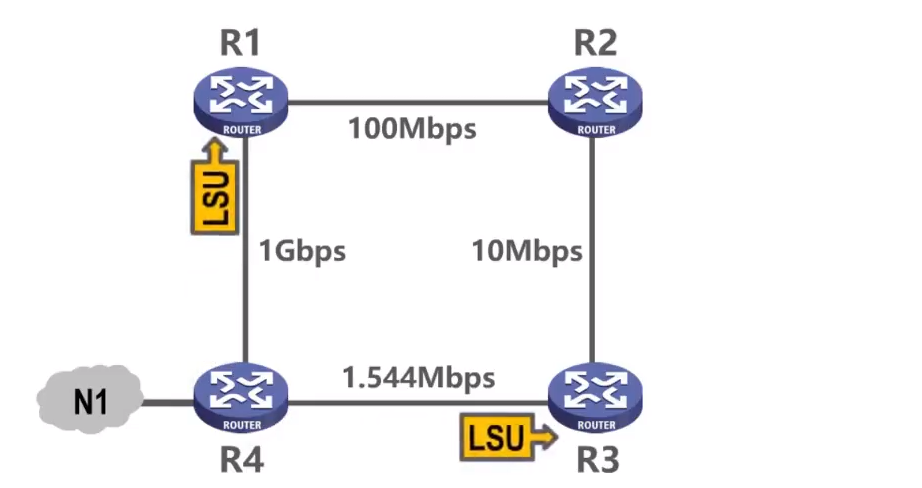 R1
R2
ROUTER
ROUTER
100Mbps
LSU
1Gbps
10Mbps
1.544Mbps
N1
ROUTER
ROUTER
LSU
R4
R3